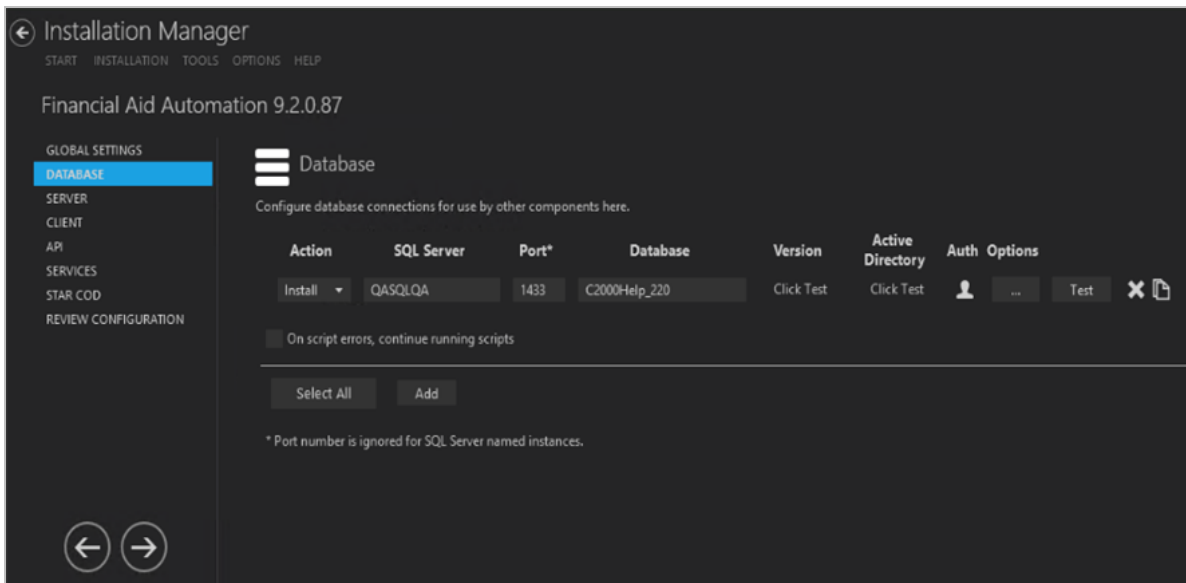 Installation Manager
START INSTALLATION TOOLS OPTIONS HELP
Financial Aid Automation 9.2.0.87
GLOBAL SETTINGS
DATABASE
SERVER
CLIENT
API
SERVICES
STAR COD
REVIEW CONFIGURATION
Database
Configure database connections for use by other components here.
Action SQL Server Port* Database Version Active Directory Auth Options
Install QASQLQA 1433 C2000Help_220 Click Test Click Test ... Test
On script errors, continue running scripts
Select All Add
* Port number is ignored for SQL Server named instances.